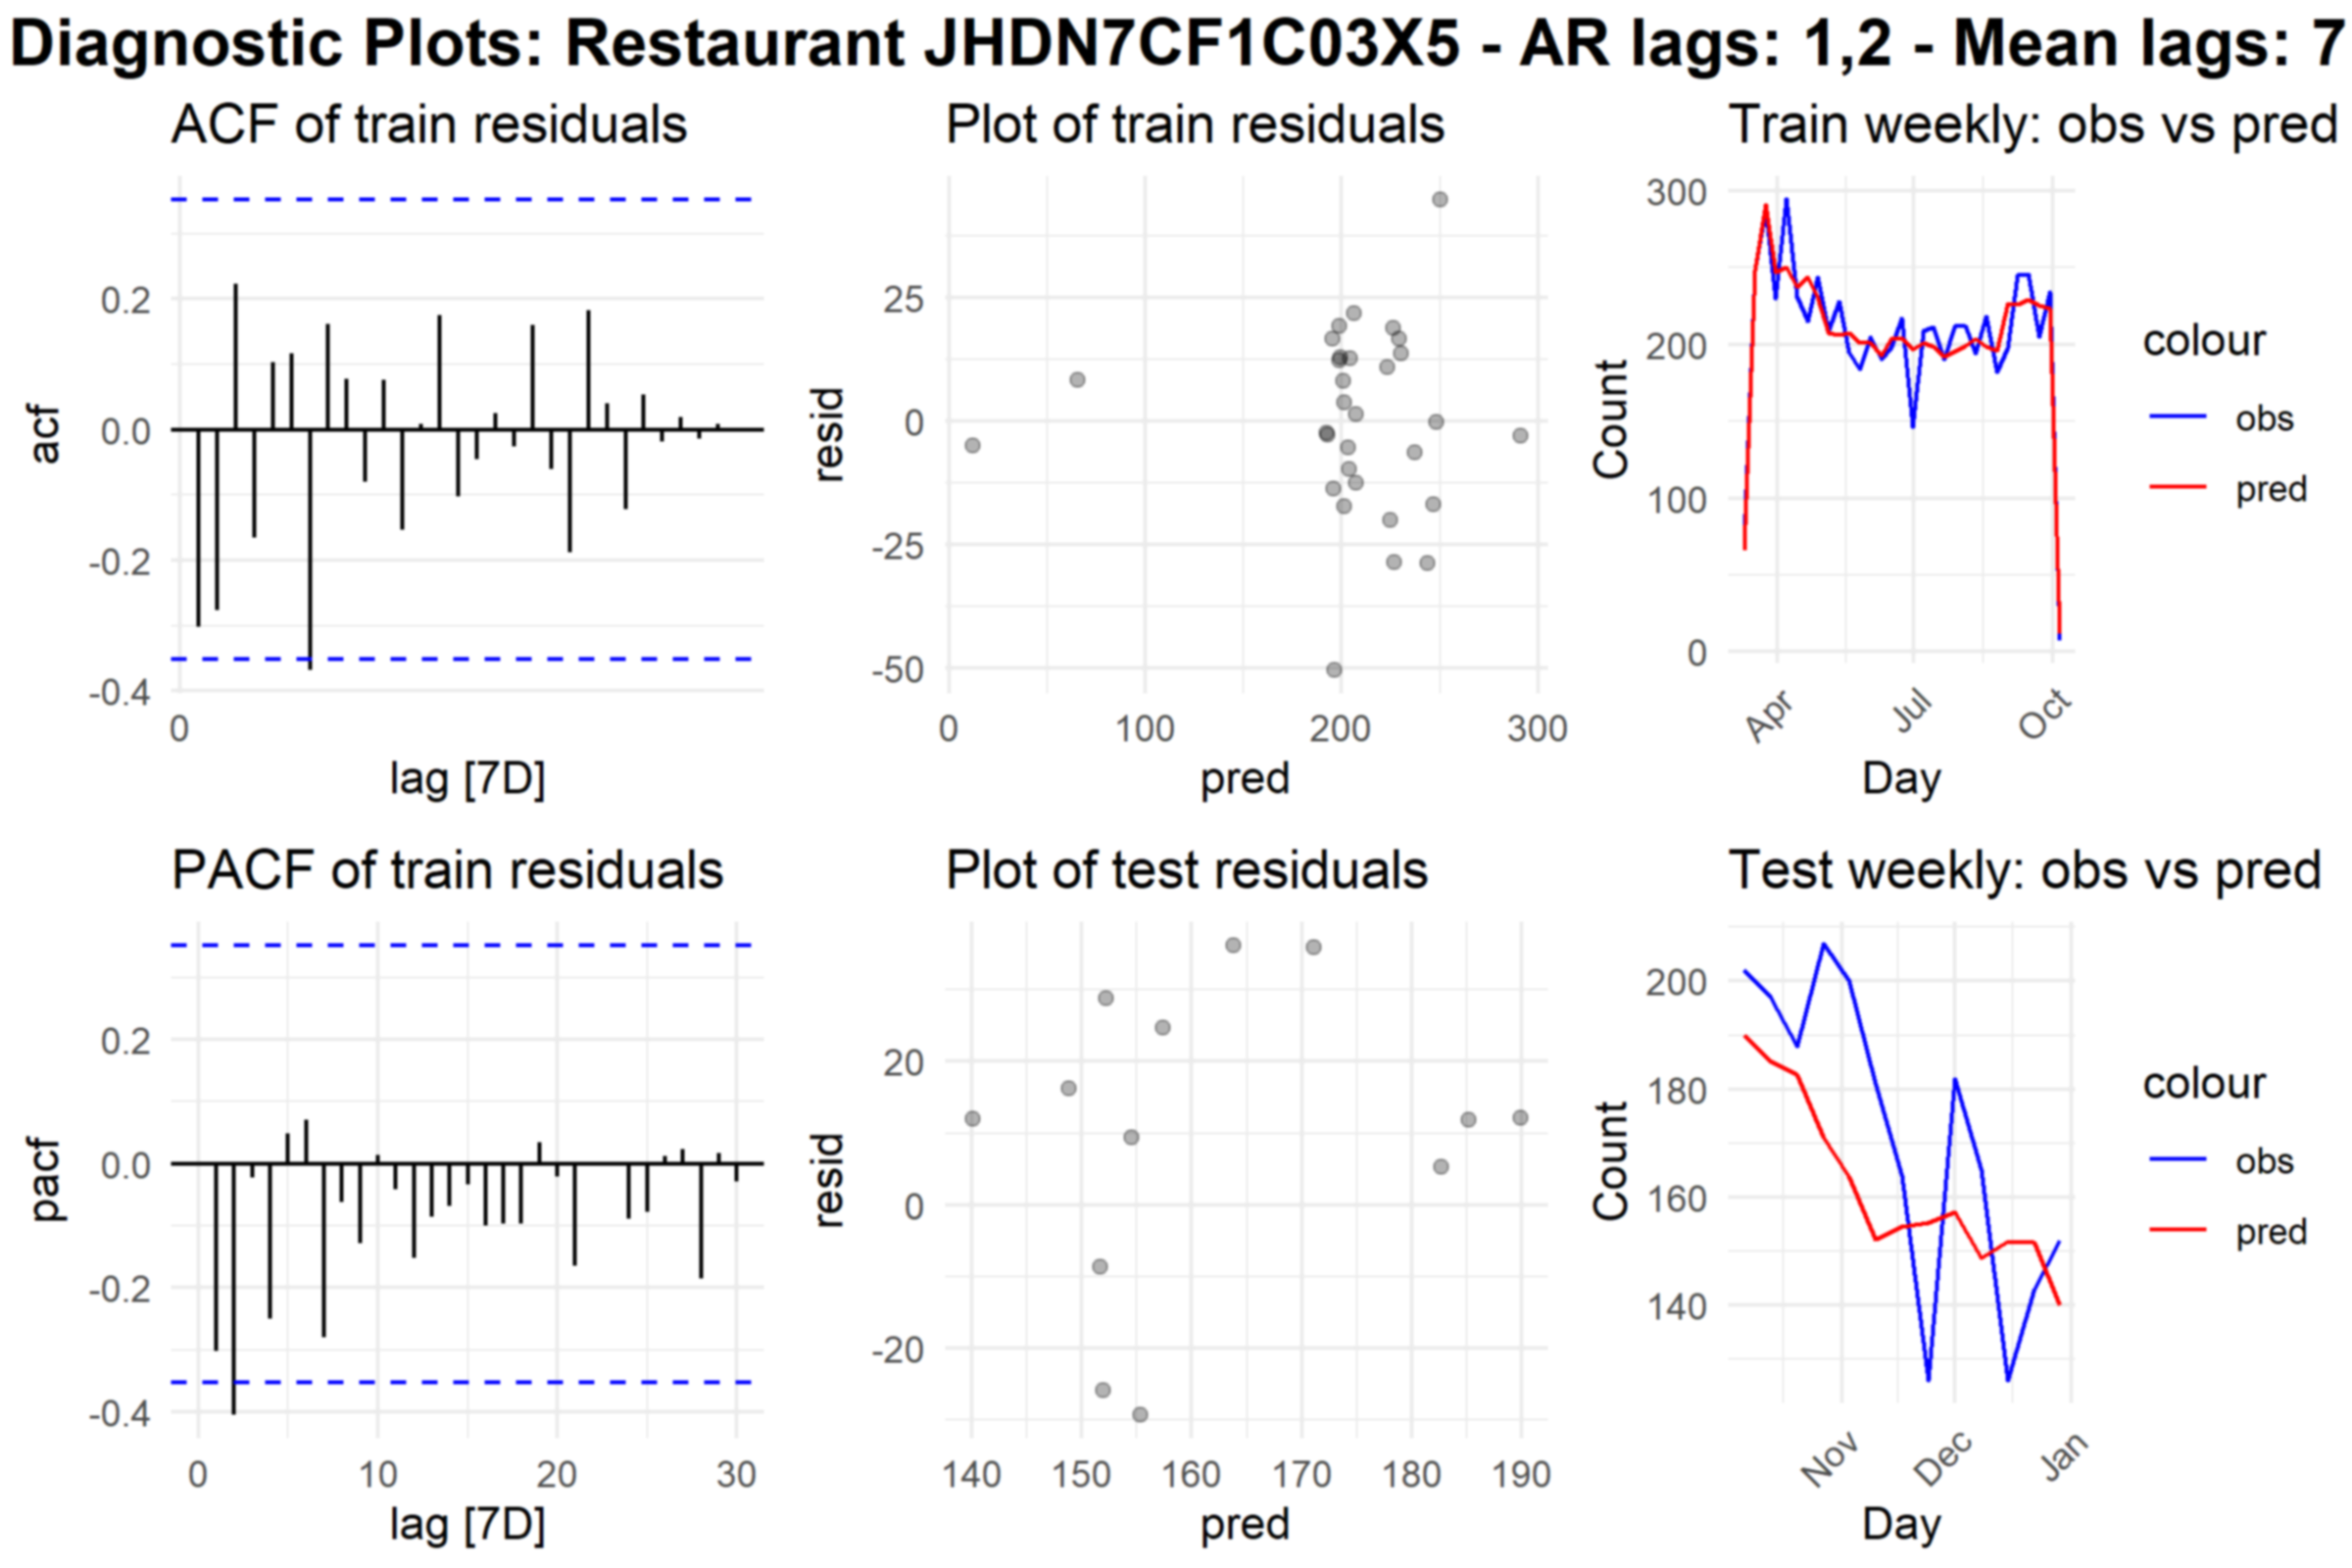 Diagnostic Plots: Restaurant JHDN7CF1C03X5 - AR lags: 1,2 - Mean lags: 7
ACF of train residuals
acf
0.2
0.0
-0.2
-0.4
0
lag [7D]
Plot of train residuals
resid
25
0
-25
-50
0 100 200 300
pred
Train weekly: obs vs pred
Count
300
200
100
0
Apr Jul Oct
Day
colour
obs
pred
PACF of train residuals
pacf
0.2
0.0
-0.2
-0.4
0 10 20 30
lag [7D]
Plot of test residuals
resid
20
0
-20
140 150 160 170 180 190
pred
Test weekly: obs vs pred
Count
200
180
160
140
Nov Dec Jan
Day
colour
obs
pred